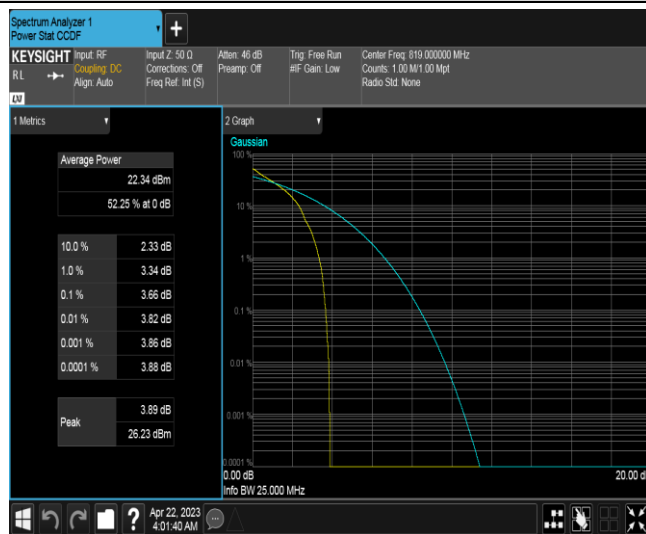 Spectrum Analyzer 1
Power Stat CCDF
+
KEYSIGHT
RL
LXI
Input: RF
Coupling: DC
Align: Auto
Input Z: 50 Ω
Corrections: Off
Freq Ref: Int (S)
Atten: 46 dB
Preamp: Off
Trig: Free Run
#IF Gain: Low
Center Freq: 819.000000 MHz
Counts: 1.00 M/1.00 Mpt
Radio Std: None
1 Metrics
Average Power
22.34 dBm
52.25 % at 0 dB
10.0 % 2.33 dB
1.0 % 3.34 dB
0.1 % 3.66 dB
0.01 % 3.82 dB
0.001 % 3.86 dB
0.0001 % 3.88 dB
Peak
3.89 dB
26.23 dBm
2 Graph
Gaussian
100 %
10 %
1 %
0.1 %
0.01 %
0.001 %
0.0001 %
0.00 dB 20.00 d
Info BW 25.000 MHz
?
Apr 22, 2023
4:01:40 AM